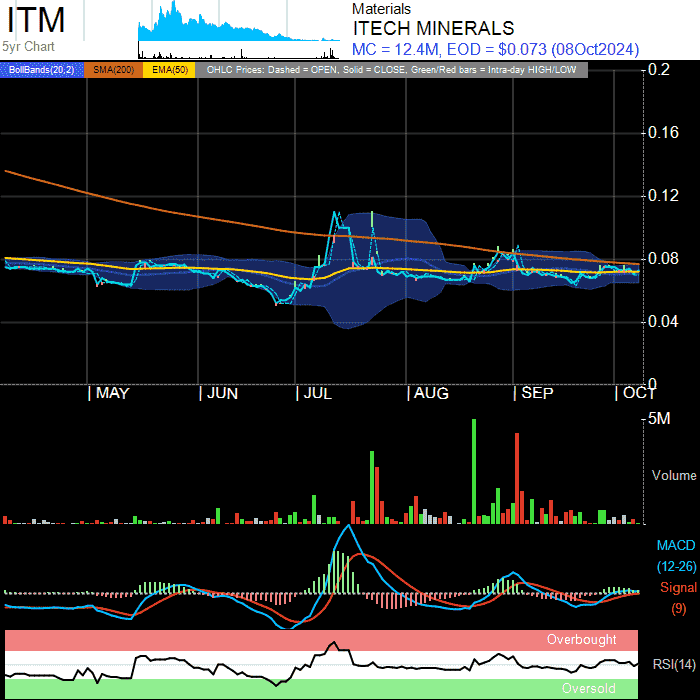 ITM
5yr Chart
Materials
ITECH MINERALS
MC = 12.4M, EOD = $0.073 (08Oct2024)
BollBands(20,2) SMA(200) EMA(50) OHLC Prices: Dashed = OPEN, Solid = CLOSE, Green/Red bars = Intra-day HIGH/LOW
0.2
0.16
0.12
0.08
0.04
0
| MAY | JUN | JUL | AUG | SEP | OCT
5M
Volume
MACD
(12-26)
Signal
(9)
Overbought
RSI(14)
Oversold